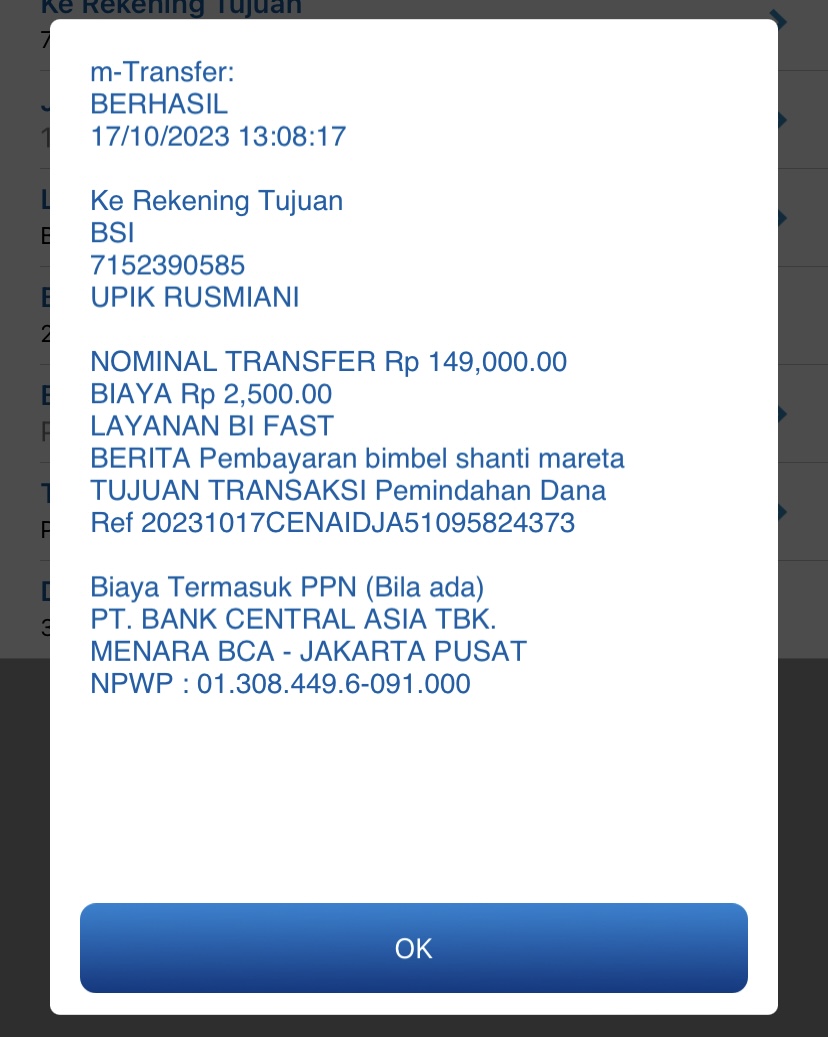 Ke Rekening Tujuan
m-Transfer:
BERHASIL
17/10/2023 13:08:17
Ke Rekening Tujuan
BSI
7152390585
UPIK RUSMIANI
NOMINAL TRANSFER Rp 149,000.00
BIAYA Rp 2,500.00
LAYANAN BI FAST
BERITA Pembayaran bimbel shanti mareta
TUJUAN TRANSAKSI Pemindahan Dana
Ref 20231017CENAIDJA51095824373
Biaya Termasuk PPN (Bila ada)
PT. BANK CENTRAL ASIA TBK.
MENARA BCA - JAKARTA PUSAT
NPWP : 01.308.449.6-091.000
OK